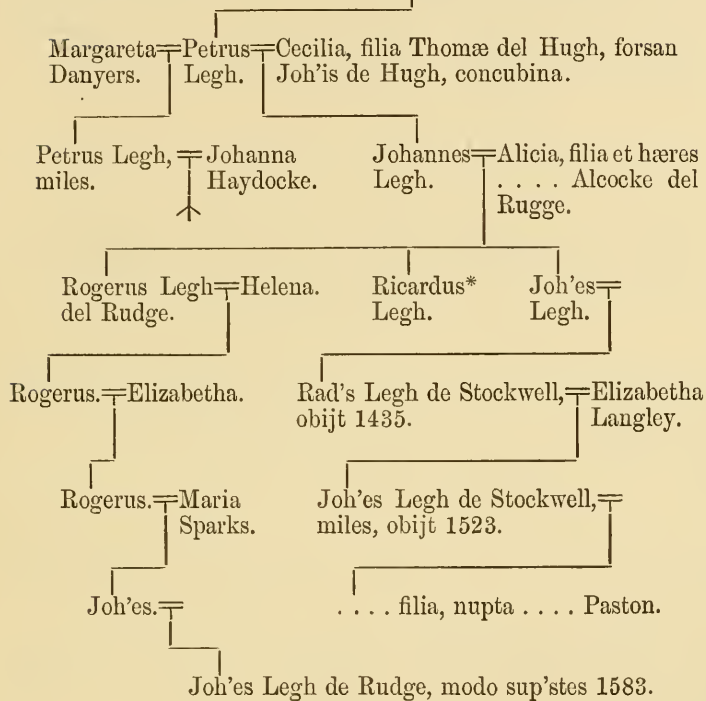 Margareta Petrus Cecilia, filia Thomæ del Hugh, forsan
Danyers. Legh. Joh'is de Hugh, concubina.
Petrus Legh, Johanna Johannes Alicia, filia et hæres
miles. Haydocke. Legh. . . . . Alcocke del
Rugge.
Rogerus Legh Helena. Ricardus* Joh'es
del Rudge. Legh. Legh.
Rogerus. Elizabetha. Rad's Legh de Stockwell, Elizabetha
obijt 1435. Langley.
Rogerus. Maria Joh'es Legh de Stockwell,
Sparks. miles, obijt 1523.
Joh'es. . . . . filia, nupta . . . . Paston.
Joh'es Legh de Rudge, modo sup'stes 1583.